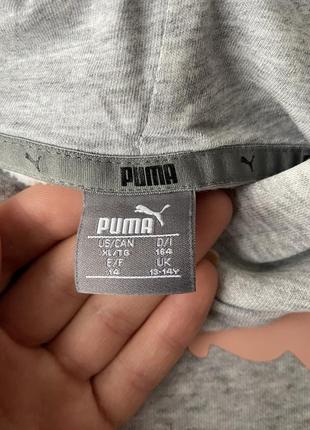 PUMA
PUMA
US/CAN D/I
XL/TG 164
E/F UK
14 13-14Y